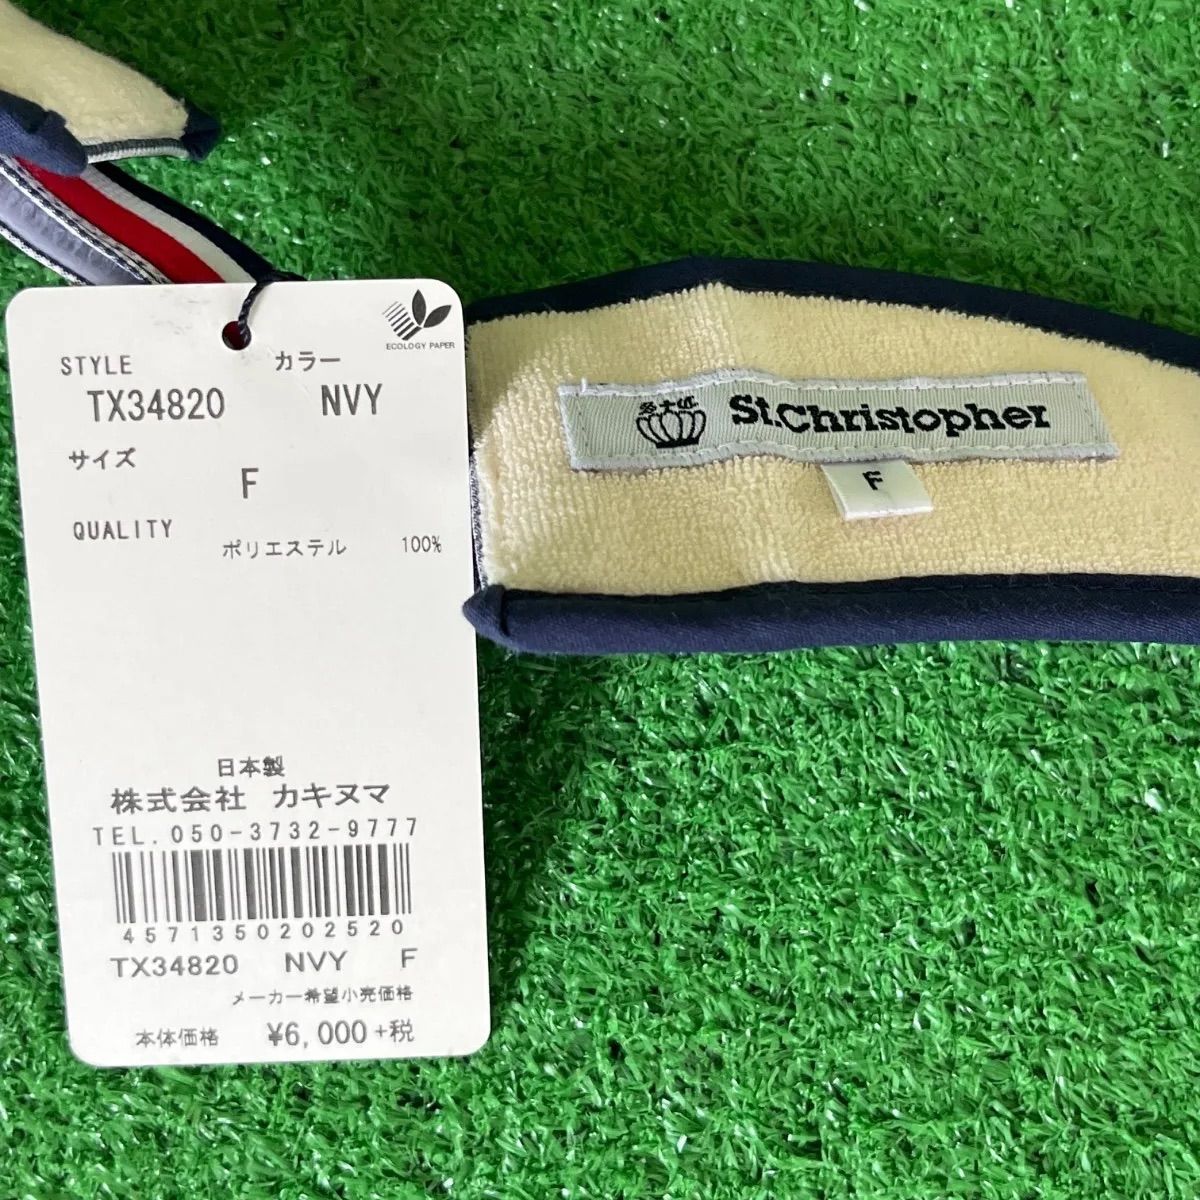 ECOLOGY PAPER
STYLE カラー
TX34820 NVY
サイズ
F
QUALITY
ポリエステル 100%
日本製
株式会社 カキヌマ
TEL. 050-3732-9777
4571350202520
TX34820 NVY F
メーカー希望小売価格
本体価格 ¥6,000+税
St.Christopher
F